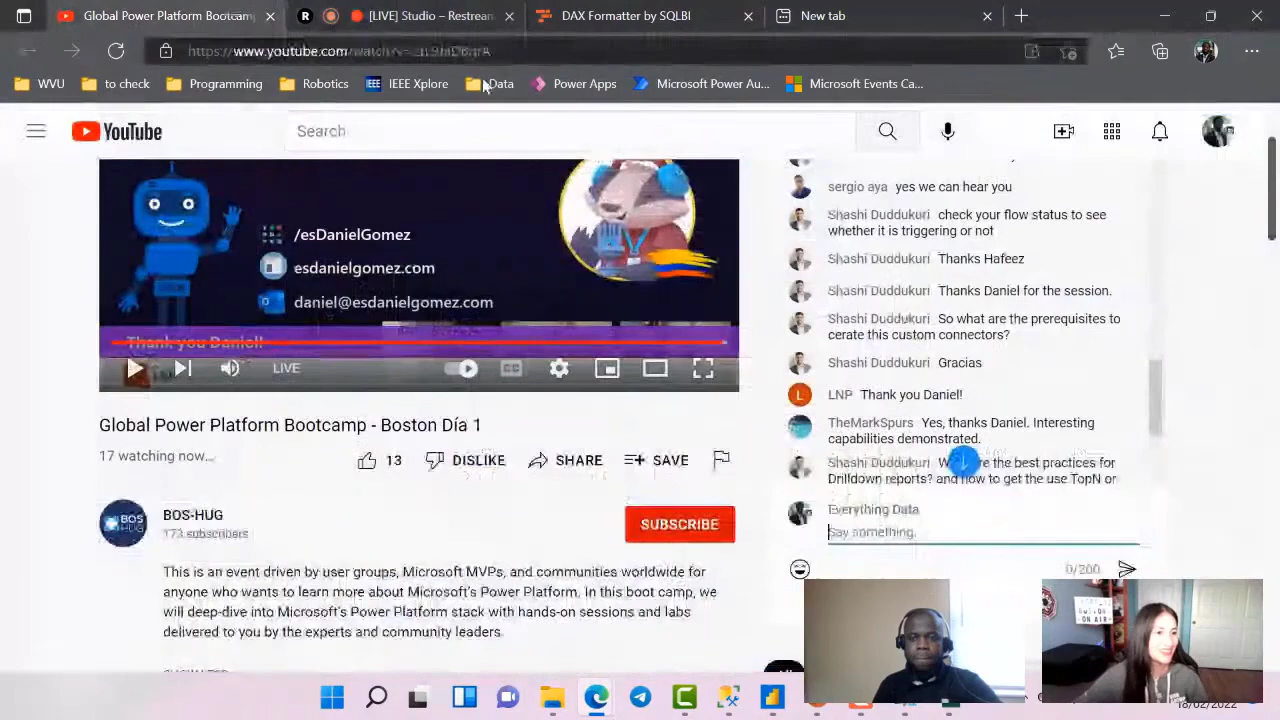 Global Power Platform Bootcamp
[LIVE] Studio – Restream
DAX Formatter by SQLBI
New tab
WVU
to check
Programming
Robotics
IEEE Xplore
Data
Power Apps
Microsoft Power Au...
Microsoft Events Ca...
YouTube
Search
/esDanielGomez
esdanielgomez.com
daniel@esdanielgomez.com
Thank you Daniel!
LIVE
Global Power Platform Bootcamp - Boston Día 1
17 watching now...
13
DISLIKE
SHARE
SAVE
BOS-HUG
173 subscribers
SUBSCRIBE
This is an event driven by user groups, Microsoft MVPs, and communities worldwide for
anyone who wants to learn more about Microsoft's Power Platform. In this boot camp, we
will deep-dive into Microsoft's Power Platform stack with hands-on sessions and labs
delivered to you by the experts and community leaders.
sergio aya yes we can hear you
Shashi Duddukuri check your flow status to see
whether it is triggering or not
Shashi Duddukuri Thanks Hafeez
Shashi Duddukuri Thanks Daniel for the session.
Shashi Duddukuri So what are the prerequisites to
cerate this custom connectors?
Shashi Duddukuri Gracias
LNP Thank you Daniel!
TheMarkSpurs Yes, thanks Daniel. Interesting
capabilities demonstrated.
Shashi Duddukuri the best practices for
Drilldown reports? and how to get the use TopN or
Everything Data
Say something.
0/200
ON AIR
18/02/2022